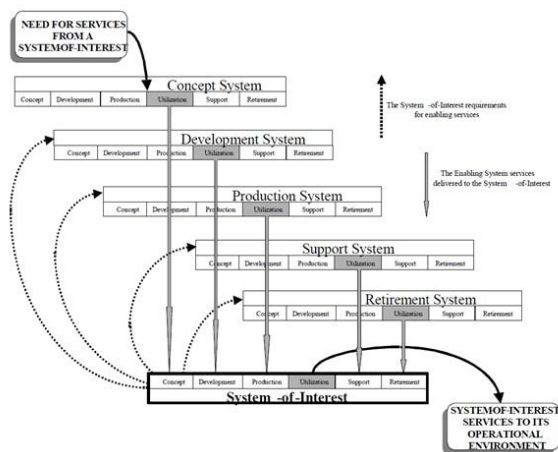 NEED FOR SERVICES
FROM A
SYSTEMOF-INTEREST
Concept System
Concept Development Production Utilization Support Retirement
The System -of-Interest requirements
for enabling services
Development System
Concept Development Production Utilization Support Retirement
The Enabling System services
delivered to the System -of-Interest
Production System
Concept Development Production Utilization Support Retirement
Support System
Concept Development Production Utilization Support Retirement
Retirement System
Concept Development Production Utilization Support Retirement
Concept Development Production Utilization Support Retirement
System -of-Interest
SYSTEMOF-INTEREST
SERVICES TO ITS
OPERATIONAL
ENVIRONMENT